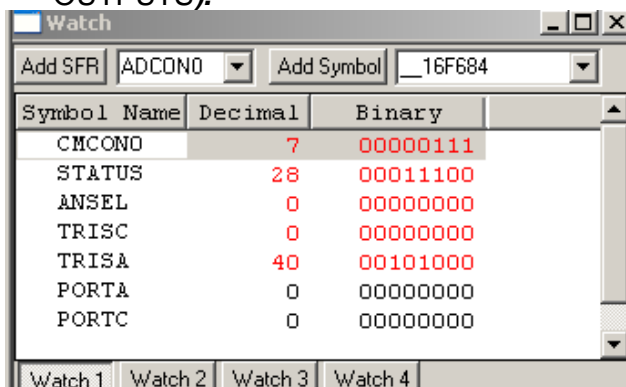 OUTPUTS).
Watch
Add SFR ADCON0 Add Symbol __16F684
Symbol Name Decimal Binary
CMCON0 7 00000111
STATUS 28 00011100
ANSEL 0 00000000
TRISC 0 00000000
TRISA 40 00101000
PORTA 0 00000000
PORTC 0 00000000
Watch 1 Watch 2 Watch 3 Watch 4